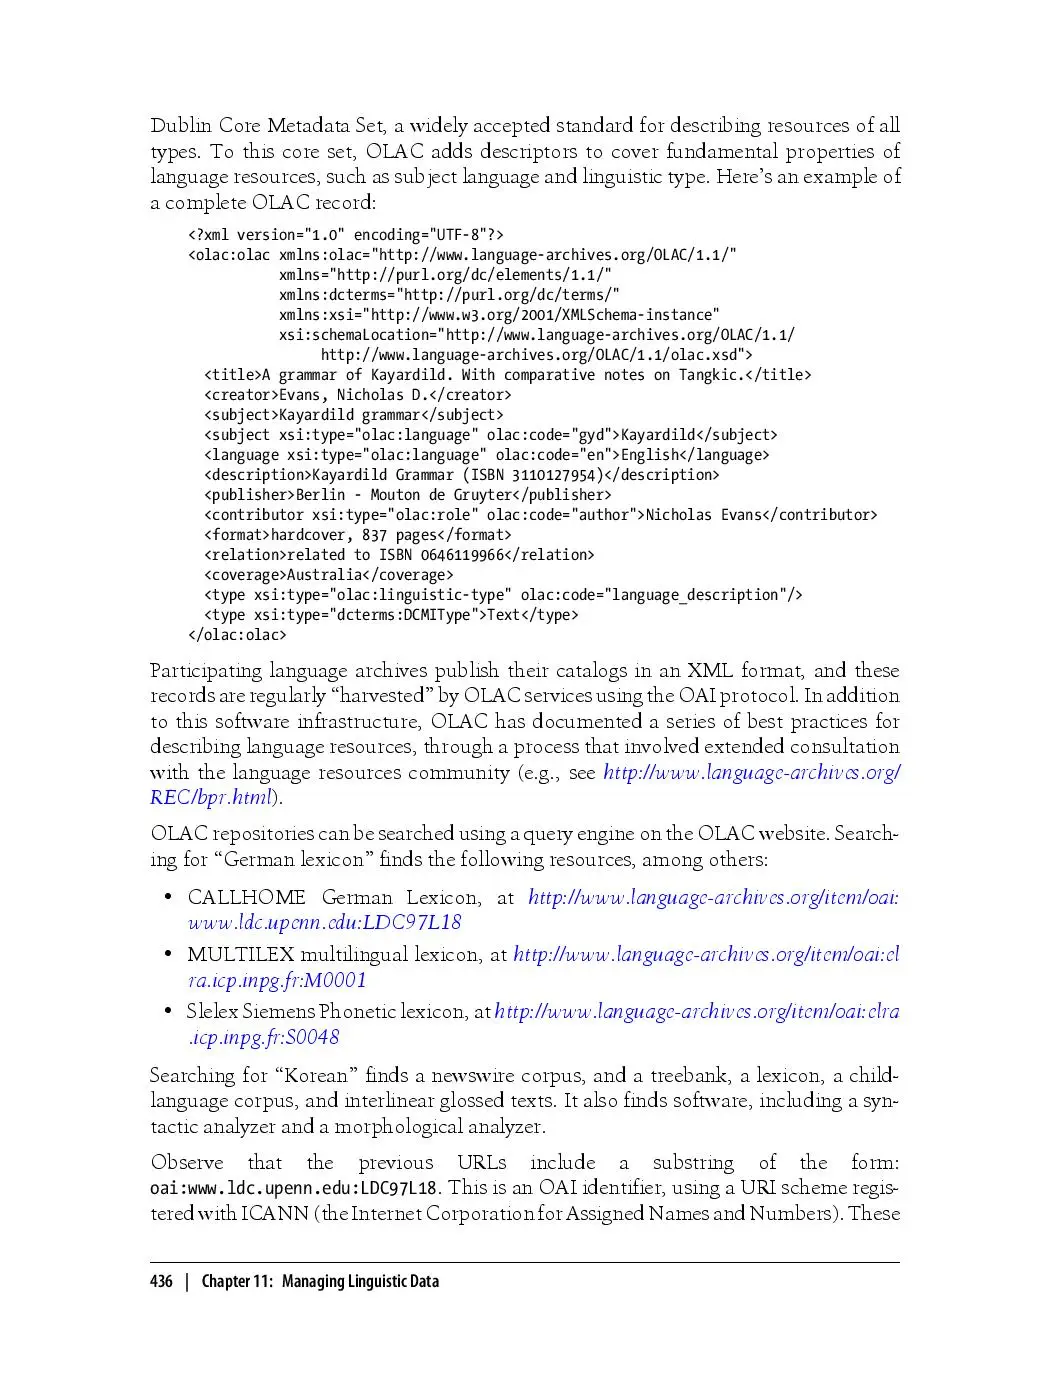 Dublin Core Metadata Set, a widely accepted standard for describing resources of all
types. To this core set, OLAC adds descriptors to cover fundamental properties of
language resources, such as subject language and linguistic type. Here's an example of
a complete OLAC record:
<?xml version="1.0" encoding="UTF-8"?>
<olac:olac xmlns:olac="http://www.language-archives.org/OLAC/1.1/"
xmlns="http://purl.org/dc/elements/1.1/"
xmlns:dcterms="http://purl.org/dc/terms/"
xmlns:xsi="http://www.w3.org/2001/XMLSchema-instance"
xsi:schemaLocation="http://www.language-archives.org/OLAC/1.1/
http://www.language-archives.org/OLAC/1.1/olac.xsd">
<title>A grammar of Kayardild. With comparative notes on Tangkic.</title>
<creator>Evans, Nicholas D.</creator>
<subject>Kayardild grammar</subject>
<subject xsi:type="olac:language" olac:code="gyd">Kayardild</subject>
<language xsi:type="olac:language" olac:code="en">English</language>
<description>Kayardild Grammar (ISBN 3110127954)</description>
<publisher>Berlin - Mouton de Gruyter</publisher>
<contributor xsi:type="olac:role" olac:code="author">Nicholas Evans</contributor>
<format>hardcover, 837 pages</format>
<relation>related to ISBN 0646119966</relation>
<coverage>Australia</coverage>
<type xsi:type="olac:linguistic-type" olac:code="language_description"/>
<type xsi:type="dcterms:DCMIType">Text</type>
</olac:olac>
Participating language archives publish their catalogs in an XML format, and these
records are regularly “harvested” by OLAC services using the OAI protocol. In addition
to this software infrastructure, OLAC has documented a series of best practices for
describing language resources, through a process that involved extended consultation
with the language resources community (e.g., see http://www.language-archives.org/
REC/bpr.html).
OLAC repositories can be searched using a query engine on the OLAC website. Search-
ing for “German lexicon” finds the following resources, among others:
• CALLHOME German Lexicon, at http://www.language-archives.org/item/oai:
www.ldc.upenn.edu:LDC97L18
• MULTILEX multilingual lexicon, at http://www.language-archives.org/item/oai:el
ra.icp.inpg.fr:M0001
• Slelex Siemens Phonetic lexicon, at http://www.language-archives.org/item/oai:elra
.icp.inpg.fr:S0048
Searching for “Korean” finds a newswire corpus, and a treebank, a lexicon, a child-
language corpus, and interlinear glossed texts. It also finds software, including a syn-
tactic analyzer and a morphological analyzer.
Observe that the previous URLs include a substring of the form:
oai:www.ldc.upenn.edu:LDC97L18. This is an OAI identifier, using a URI scheme regis-
tered with ICANN (the Internet Corporation for Assigned Names and Numbers). These
436 | Chapter 11: Managing Linguistic Data